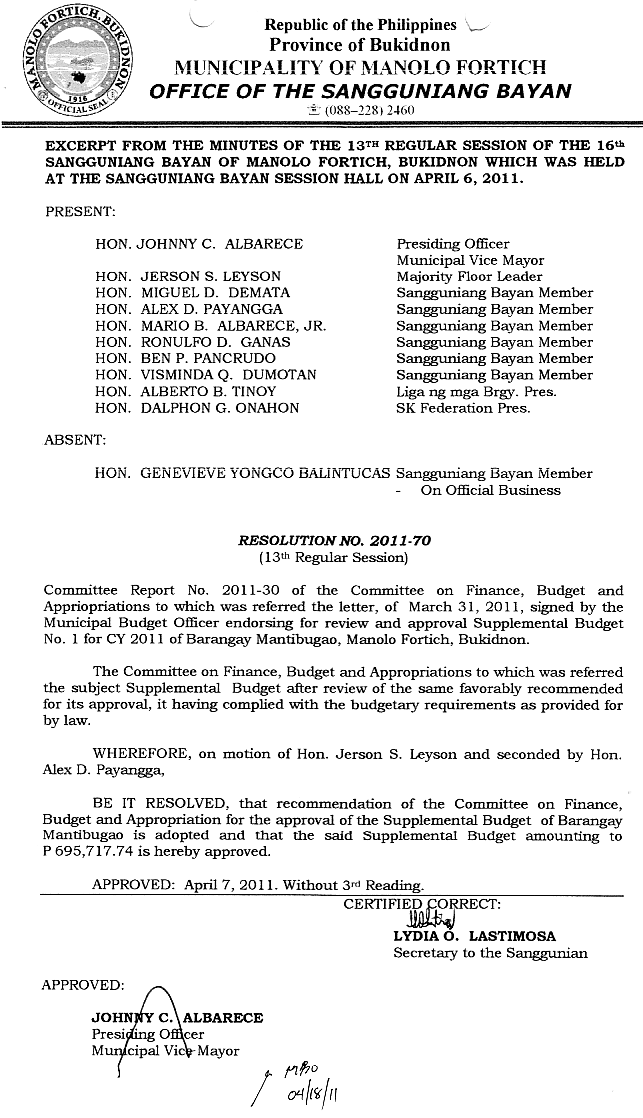 MANOLO FORTICH, BUKIDNON
1916
OFFICIAL SEAL
Republic of the Philippines
Province of Bukidnon
MUNICIPALITY OF MANOLO FORTICH
OFFICE OF THE SANGGUNIANG BAYAN
☏ (088–228) 2460
EXCERPT FROM THE MINUTES OF THE 13TH REGULAR SESSION OF THE 16th
SANGGUNIANG BAYAN OF MANOLO FORTICH, BUKIDNON WHICH WAS HELD
AT THE SANGGUNIANG BAYAN SESSION HALL ON APRIL 6, 2011.
PRESENT:
HON. JOHNNY C. ALBARECE Presiding Officer
Municipal Vice Mayor
HON. JERSON S. LEYSON Majority Floor Leader
HON. MIGUEL D. DEMATA Sangguniang Bayan Member
HON. ALEX D. PAYANGGA Sangguniang Bayan Member
HON. MARIO B. ALBARECE, JR. Sangguniang Bayan Member
HON. RONULFO D. GANAS Sangguniang Bayan Member
HON. BEN P. PANCRUDO Sangguniang Bayan Member
HON. VISMINDA Q. DUMOTAN Sangguniang Bayan Member
HON. ALBERTO B. TINOY Liga ng mga Brgy. Pres.
HON. DALPHON G. ONAHON SK Federation Pres.
ABSENT:
HON. GENEVIEVE YONGCO BALINTUCAS Sangguniang Bayan Member
- On Official Business
RESOLUTION NO. 2011-70
(13th Regular Session)
Committee Report No. 2011-30 of the Committee on Finance, Budget and
Appriopriations to which was referred the letter, of March 31, 2011, signed by the
Municipal Budget Officer endorsing for review and approval Supplemental Budget
No. 1 for CY 2011 of Barangay Mantibugao, Manolo Fortich, Bukidnon.
The Committee on Finance, Budget and Appropriations to which was referred
the subject Supplemental Budget after review of the same favorably recommended
for its approval, it having complied with the budgetary requirements as provided for
by law.
WHEREFORE, on motion of Hon. Jerson S. Leyson and seconded by Hon.
Alex D. Payangga,
BE IT RESOLVED, that recommendation of the Committee on Finance,
Budget and Appropriation for the approval of the Supplemental Budget of Barangay
Mantibugao is adopted and that the said Supplemental Budget amounting to
P 695,717.74 is hereby approved.
APPROVED: April 7, 2011. Without 3rd Reading.
CERTIFIED CORRECT:
LYDIA O. LASTIMOSA
Secretary to the Sanggunian
APPROVED:
JOHNNY C. ALBARECE
Presiding Officer
Municipal Vice Mayor
MBO
04/18/11